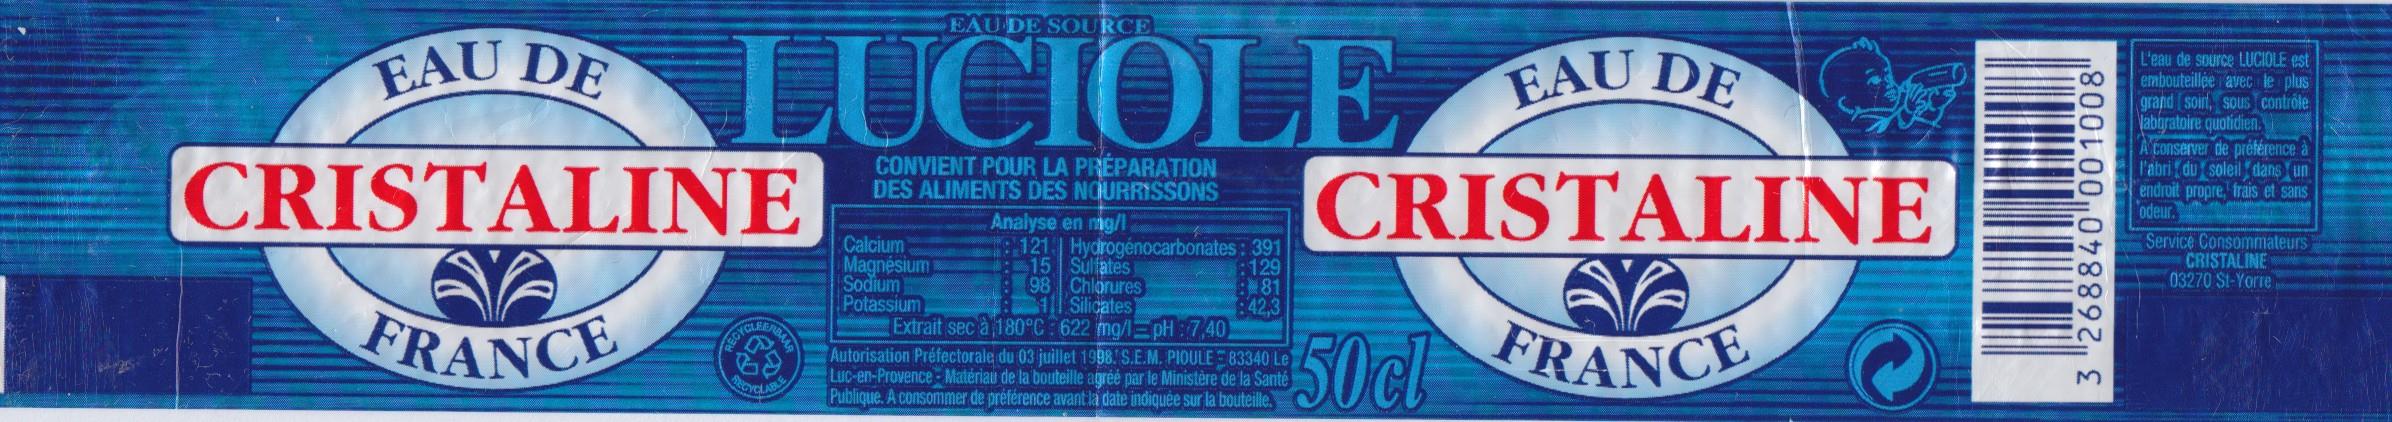 EAU DE
CRISTALINE
FRANCE
RECYCLEERBAAR
RECYCLABLE
EAU DE SOURCE
LUCIOLE
CONVIENT POUR LA PRÉPARATION
DES ALIMENTS DES NOURRISSONS
Analyse en mg/l
Calcium : 121 Hydrogénocarbonates : 391
Magnésium : 15 Sulfates : 129
Sodium : 98 Chlorures : 81
Potassium : 1 Silicates : 42,3
Extrait sec à 180°C : 622 mg/l – pH : 7,40
Autorisation Préfectorale du 03 juillet 1998. S.E.M. PIOULE - 83340 Le
Luc-en-Provence - Matériau de la bouteille agréé par le Ministère de la Santé
Publique. A consommer de préférence avant la date indiquée sur la bouteille.
50 cl
EAU DE
CRISTALINE
FRANCE
3 268840 001008
L'eau de source LUCIOLE est
embouteillée avec le plus
grand soin, sous contrôle
laboratoire quotidien.
A conserver de préférence à
l'abri du soleil dans un
endroit propre, frais et sans
odeur.
Service Consommateurs
CRISTALINE
03270 St-Yorre